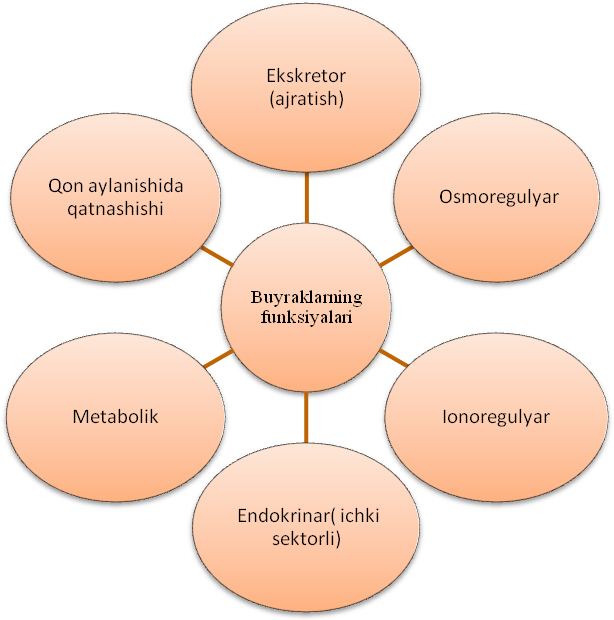 Ekskretor
(ajratish)
Qon aylanishida
qatnashishi
Osmoregulyar
Buyraklarning
funksiyalari
Metabolik
Ionoregulyar
Endokrinar( ichki
sektorli)